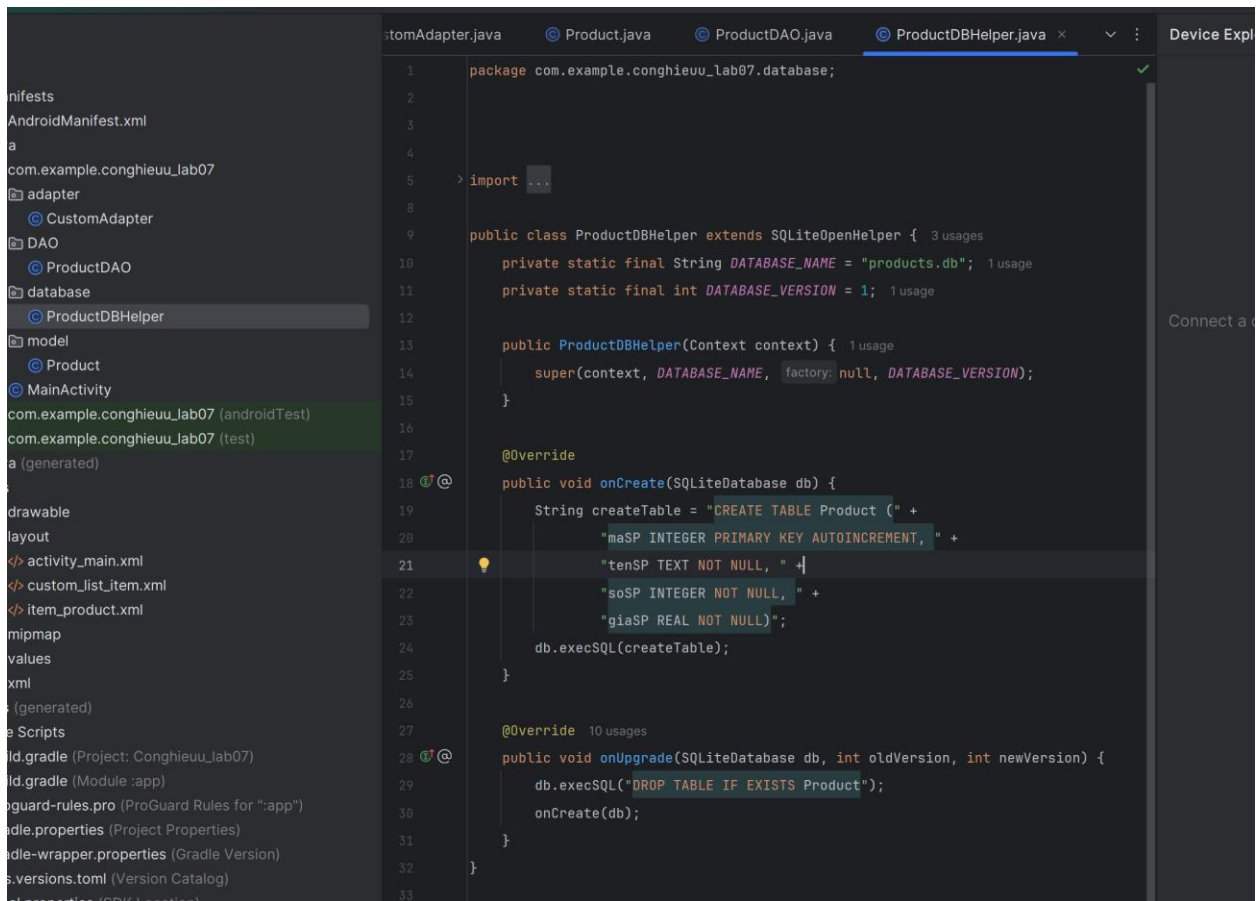 stomAdapter.java
Product.java
ProductDAO.java
ProductDBHelper.java
Device Expl
nifests
AndroidManifest.xml
a
com.example.conghieuu_lab07
adapter
CustomAdapter
DAO
ProductDAO
database
ProductDBHelper
model
Product
MainActivity
com.example.conghieuu_lab07 (androidTest)
com.example.conghieuu_lab07 (test)
a (generated)
s
drawable
layout
activity_main.xml
custom_list_item.xml
item_product.xml
mipmap
values
xml
s (generated)
e Scripts
ild.gradle (Project: Conghieuu_lab07)
ild.gradle (Module :app)
oguard-rules.pro (ProGuard Rules for ":app")
adle.properties (Project Properties)
adle-wrapper.properties (Gradle Version)
s.versions.toml (Version Catalog)
1 package com.example.conghieuu_lab07.database;
2
3
4
5 import ...
8
9 public class ProductDBHelper extends SQLiteOpenHelper { 3 usages
10 private static final String DATABASE_NAME = "products.db"; 1 usage
11 private static final int DATABASE_VERSION = 1; 1 usage
12
13 public ProductDBHelper(Context context) { 1 usage
14 super(context, DATABASE_NAME, factory: null, DATABASE_VERSION);
15 }
16
17 @Override
18 public void onCreate(SQLiteDatabase db) {
19 String createTable = "CREATE TABLE Product (" +
20 "maSP INTEGER PRIMARY KEY AUTOINCREMENT, " +
21 "tenSP TEXT NOT NULL, " +
22 "soSP INTEGER NOT NULL, " +
23 "giaSP REAL NOT NULL)";
24 db.execSQL(createTable);
25 }
26
27 @Override 10 usages
28 public void onUpgrade(SQLiteDatabase db, int oldVersion, int newVersion) {
29 db.execSQL("DROP TABLE IF EXISTS Product");
30 onCreate(db);
31 }
32 }
33
Connect a